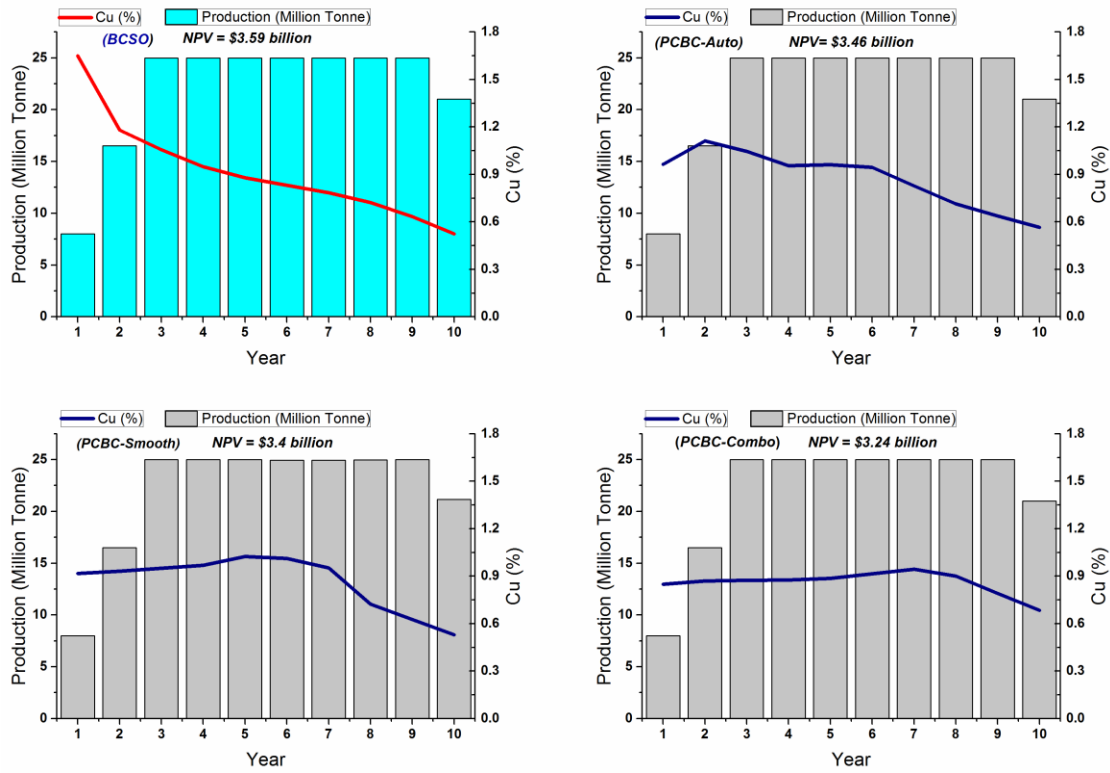 Cu (%) Production (Million Tonne)
(BCSO) NPV = $3.59 billion
Production (Million Tonne)
0 5 10 15 20 25
Cu (%)
0.0 0.3 0.6 0.9 1.2 1.5 1.8
1 2 3 4 5 6 7 8 9 10
Year
Cu (%) Production (Million Tonne)
(PCBC-Auto) NPV= $3.46 billion
Production (Million Tonne)
0 5 10 15 20 25
Cu (%)
0.0 0.3 0.6 0.9 1.2 1.5 1.8
1 2 3 4 5 6 7 8 9 10
Year
Cu (%) Production (Million Tonne)
(PCBC-Smooth) NPV = $3.4 billion
Production (Million Tonne)
0 5 10 15 20 25
Cu (%)
0.0 0.3 0.6 0.9 1.2 1.5 1.8
1 2 3 4 5 6 7 8 9 10
Year
Cu (%) Production (Million Tonne)
(PCBC-Combo) NPV = $3.24 billion
Production (Million Tonne)
0 5 10 15 20 25
Cu (%)
0.0 0.3 0.6 0.9 1.2 1.5 1.8
1 2 3 4 5 6 7 8 9 10
Year